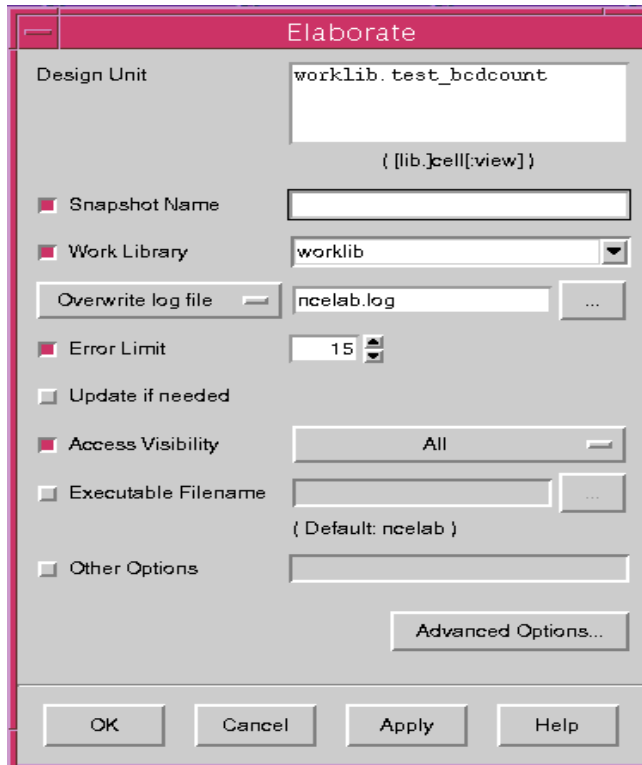 Elaborate
Design Unit worklib.test_bcdcount
( [lib.]cell[:view] )
Snapshot Name
Work Library worklib
Overwrite log file ncelab.log ...
Error Limit 15
Update if needed
Access Visibility All
Executable Filename ...
( Default: ncelab )
Other Options
Advanced Options...
OK Cancel Apply Help